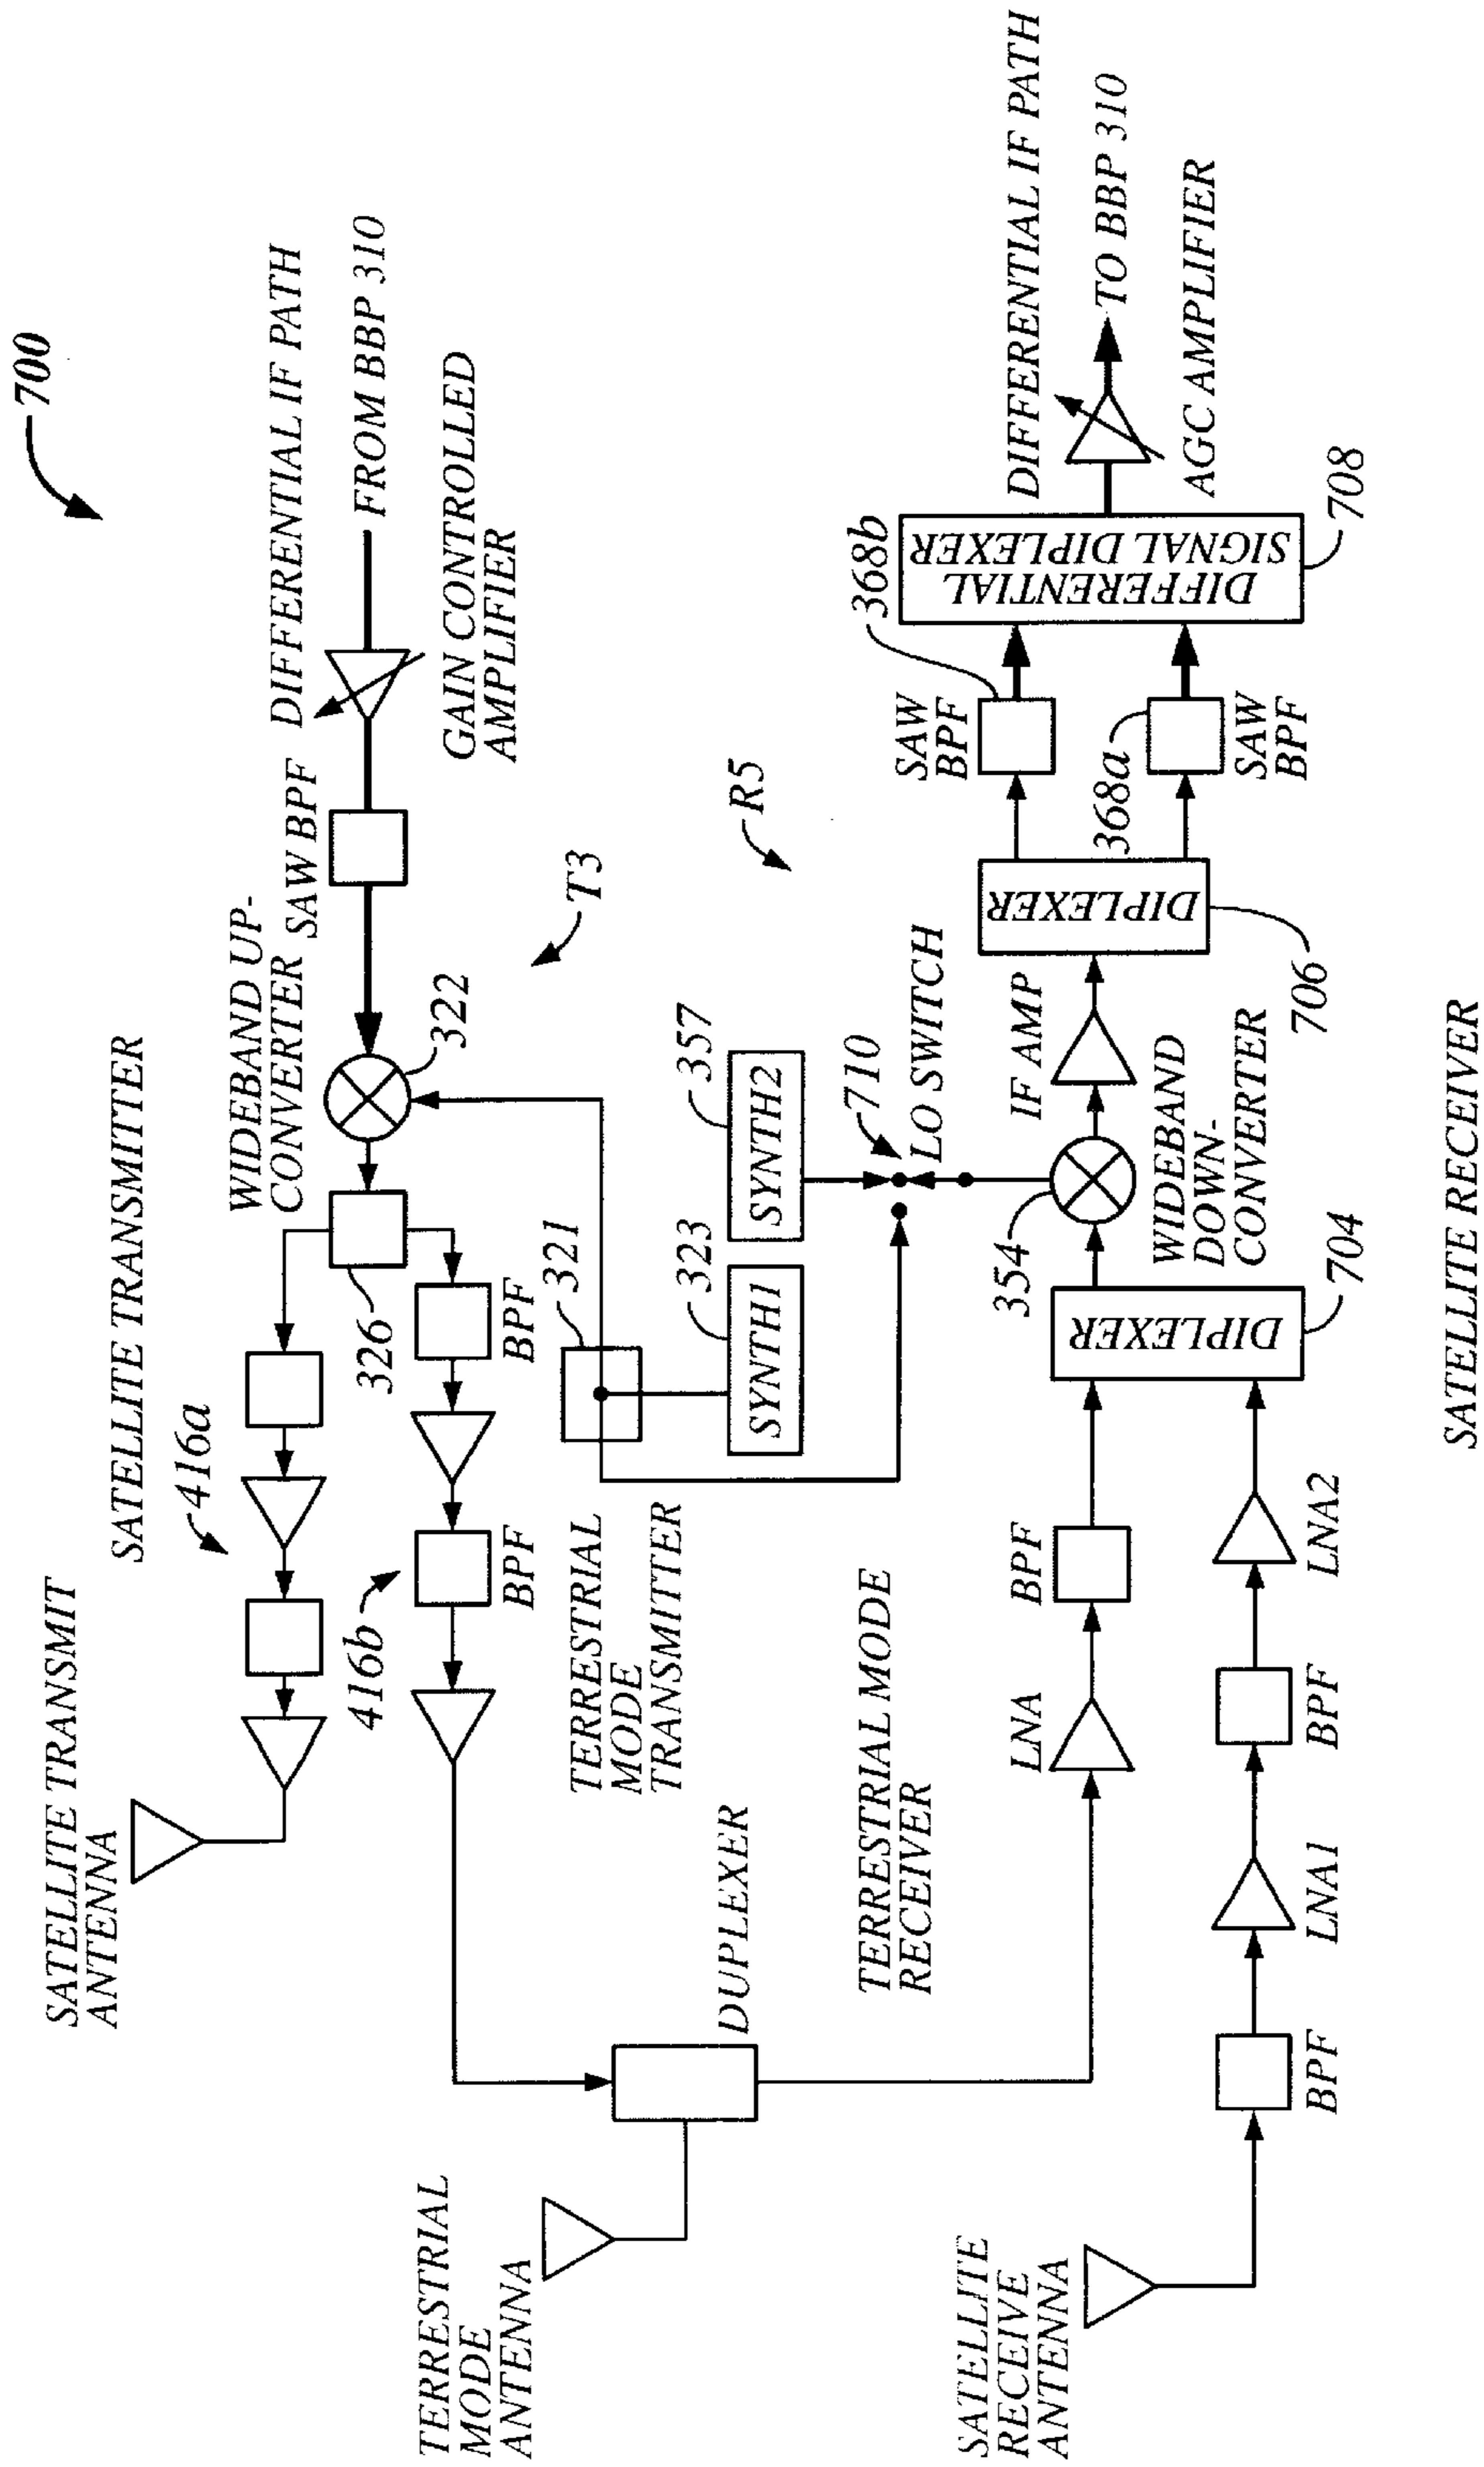 700
SATELLITE TRANSMITTER
SATELLITE TRANSMIT
ANTENNA
416a
WIDEBAND UP-
CONVERTER
SAW BPF
DIFFERENTIAL IF PATH
FROM BBP 310
GAIN CONTROLLED
AMPLIFIER
322
326
T3
416b
BPF
BPF
TERRESTRIAL
MODE
TRANSMITTER
321
323
SYNTH1
357
SYNTH2
710
LO SWITCH
R5
DUPLEXER
TERRESTRIAL
MODE
ANTENNA
TERRESTRIAL MODE
RECEIVER
LNA
BPF
354
WIDEBAND
DOWN-
CONVERTER
IF AMP
DIPLEXER
704
DIPLEXER
706
SAW
BPF
368b
368a
SAW
BPF
DIFFERENTIAL
SIGNAL DIPLEXER
708
DIFFERENTIAL IF PATH
TO BBP 310
AGC AMPLIFIER
SATELLITE
RECEIVE
ANTENNA
BPF
LNA1
BPF
LNA2
SATELLITE RECEIVER